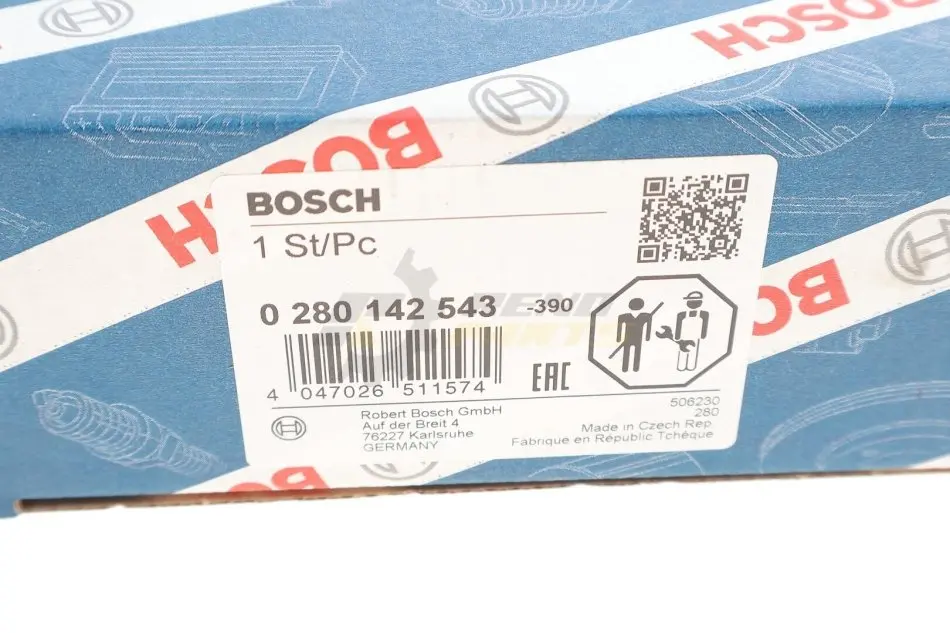 BOSCH
BOSCH
BOSCH
1 St/Pc
0 280 142 543 -390
4 047026 511574
EAC
Robert Bosch GmbH
Auf der Breit 4
76227 Karlsruhe
GERMANY
506230
280
Made in Czech Rep
Fabrique en Républic Tchèque
BOSCH